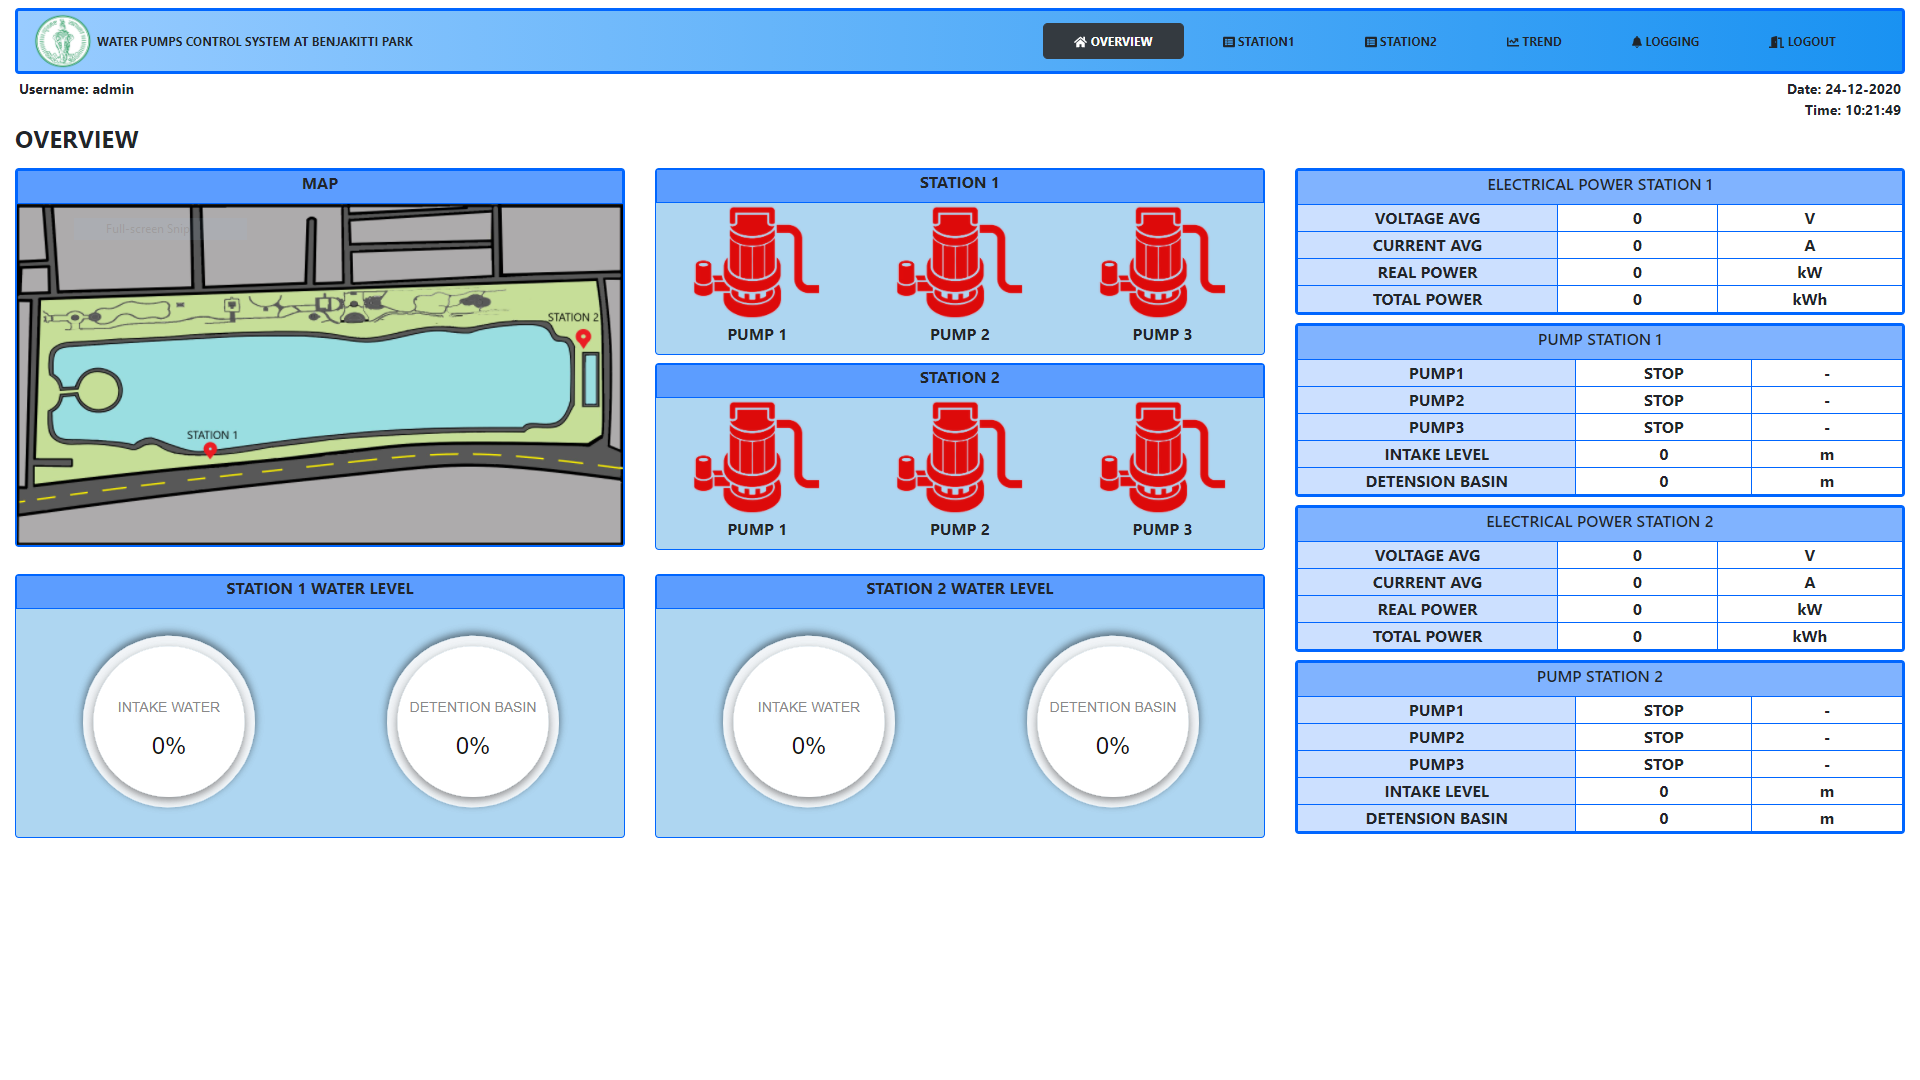 WATER PUMPS CONTROL SYSTEM AT BENJAKITTI PARK
OVERVIEW
STATION1
STATION2
TREND
LOGGING
LOGOUT
Username: admin
Date: 24-12-2020
Time: 10:21:49
OVERVIEW
MAP
Full-screen Snip
STATION 2
STATION 1
STATION 1
PUMP 1
PUMP 2
PUMP 3
STATION 2
PUMP 1
PUMP 2
PUMP 3
STATION 1 WATER LEVEL
INTAKE WATER
0%
DETENTION BASIN
0%
STATION 2 WATER LEVEL
INTAKE WATER
0%
DETENTION BASIN
0%
ELECTRICAL POWER STATION 1
VOLTAGE AVG 0 V
CURRENT AVG 0 A
REAL POWER 0 kW
TOTAL POWER 0 kWh
PUMP STATION 1
PUMP1 STOP -
PUMP2 STOP -
PUMP3 STOP -
INTAKE LEVEL 0 m
DETENSION BASIN 0 m
ELECTRICAL POWER STATION 2
VOLTAGE AVG 0 V
CURRENT AVG 0 A
REAL POWER 0 kW
TOTAL POWER 0 kWh
PUMP STATION 2
PUMP1 STOP -
PUMP2 STOP -
PUMP3 STOP -
INTAKE LEVEL 0 m
DETENSION BASIN 0 m